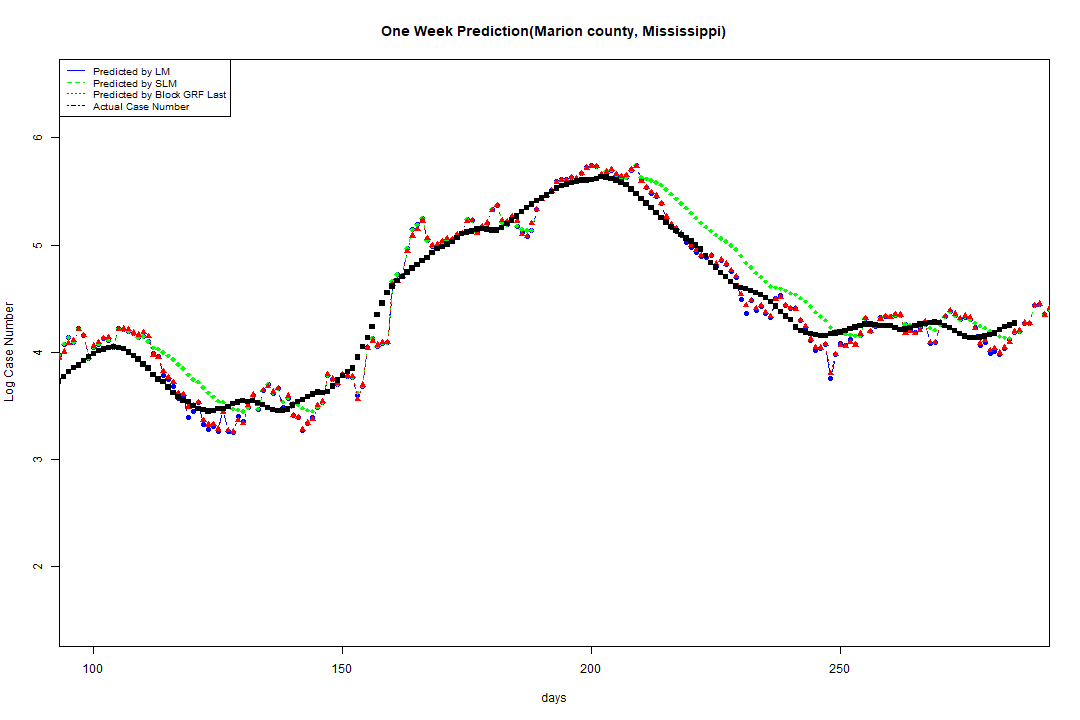 One Week Prediction(Marion county, Mississippi)
Predicted by LM
Predicted by SLM
Predicted by Block GRF Last
Actual Case Number
6
5
4
3
2
Log Case Number
100 150 200 250
days